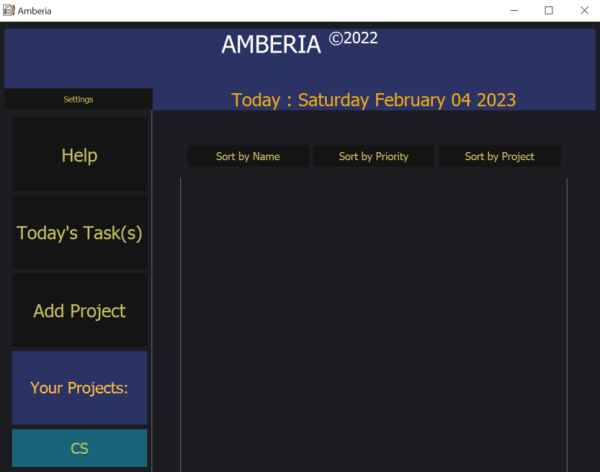 Amberia
AMBERIA ©2022
Settings
Today : Saturday February 04 2023
Help
Sort by Name
Sort by Priority
Sort by Project
Today's Task(s)
Add Project
Your Projects:
CS